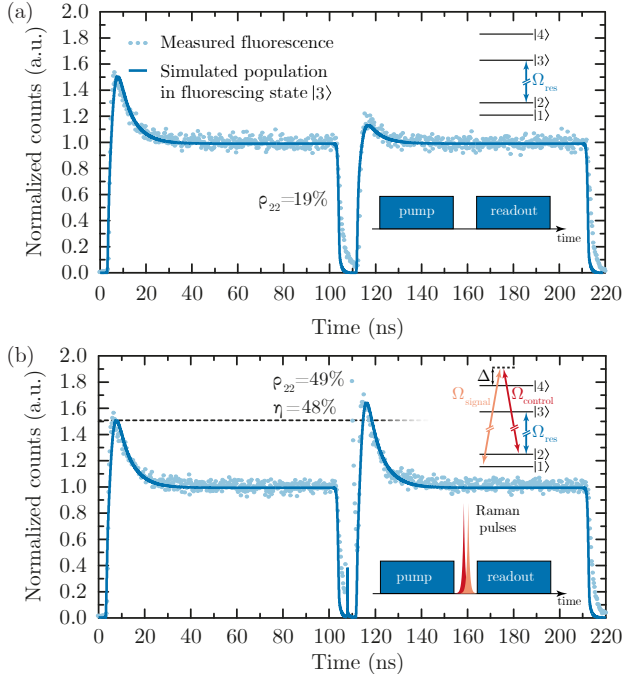 (a)
Normalized counts (a.u.)
2.0
1.8
1.6
1.4
1.2
1.0
0.8
0.6
0.4
0.2
0.0
Measured fluorescence
Simulated population
in fluorescing state |3⟩
|4⟩
|3⟩
Ωres
|2⟩
|1⟩
ρ22=19%
pump
readout
time
0 20 40 60 80 100 120 140 160 180 200 220
Time (ns)
(b)
Normalized counts (a.u.)
2.0
1.8
1.6
1.4
1.2
1.0
0.8
0.6
0.4
0.2
0.0
ρ22=49%
η=48%
Δ
|4⟩
Ωsignal
Ωcontrol
|3⟩
Ωres
|2⟩
|1⟩
Raman
pulses
pump
readout
time
0 20 40 60 80 100 120 140 160 180 200 220
Time (ns)